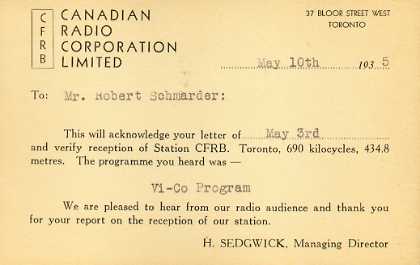 CFRB
CANADIAN
RADIO
CORPORATION
LIMITED
37 BLOOR STREET WEST
TORONTO
May 10th 1935
To: Mr. Robert Schmarder:
This will acknowledge your letter of May 3rd
and verify reception of Station CFRB. Toronto, 690 kilocycles, 434.8
metres. The programme you heard was —
Vi-Co Program
We are pleased to hear from our radio audience and thank you
for your report on the reception of our station.
H. SEDGWICK, Managing Director